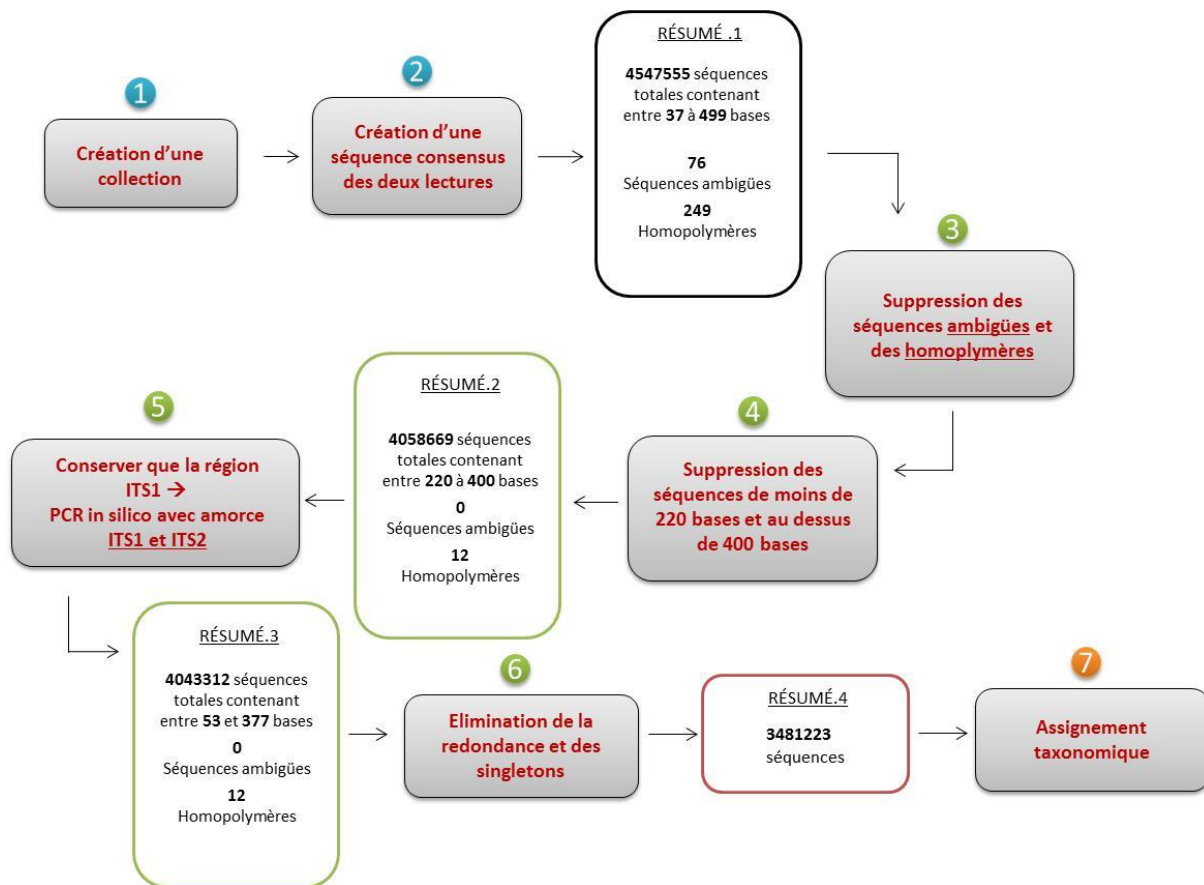 1
Création d'une
collection
2
Création d'une
séquence consensus
des deux lectures
RÉSUMÉ .1
4547555 séquences
totales contenant
entre 37 à 499 bases
76
Séquences ambigües
249
Homopolymères
3
Suppression des
séquences ambigües et
des homoplymères
4
Suppression des
séquences de moins de
220 bases et au dessus
de 400 bases
RÉSUMÉ.2
4058669 séquences
totales contenant
entre 220 à 400 bases
0
Séquences ambigües
12
Homopolymères
5
Conserver que la région
ITS1 →
PCR in silico avec amorce
ITS1 et ITS2
RÉSUMÉ.3
4043312 séquences
totales contenant
entre 53 et 377 bases
0
Séquences ambigües
12
Homopolymères
6
Elimination de la
redondance et des
singletons
RÉSUMÉ.4
3481223
séquences
7
Assignement
taxonomique